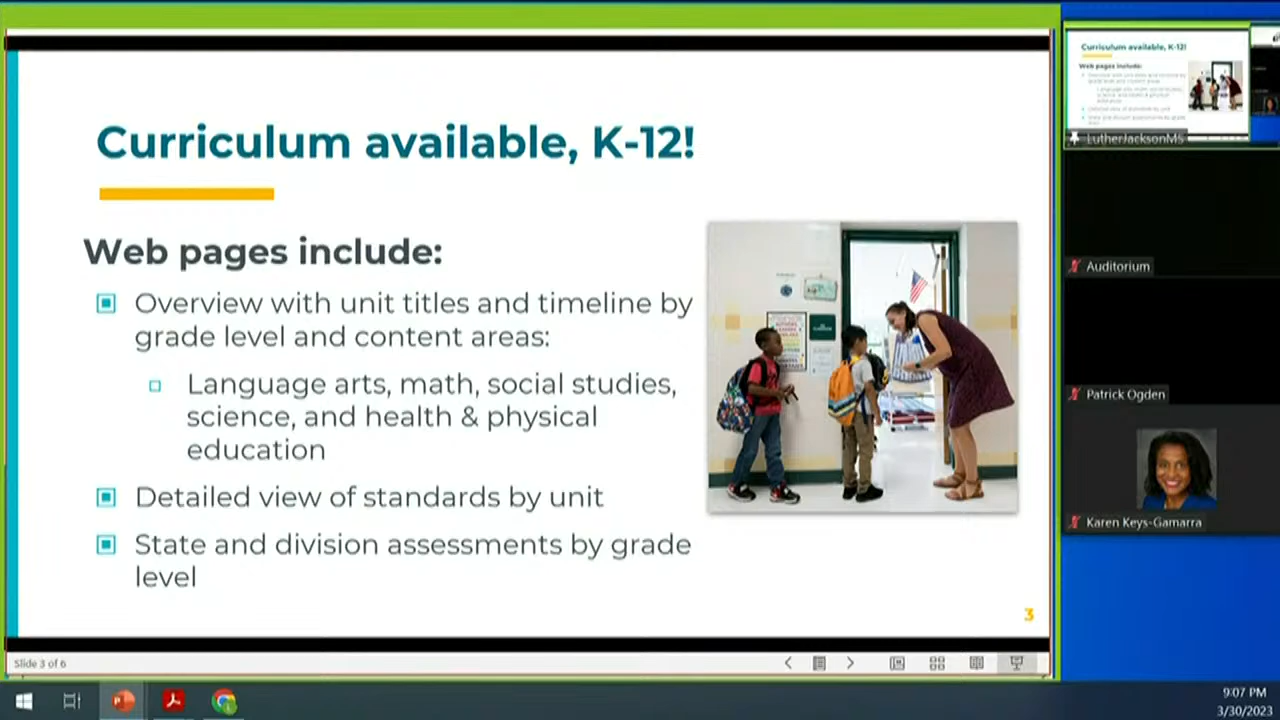 Curriculum available, K-12!
Web pages include:
Overview with unit titles and timeline by
grade level and content areas:
Language arts, math, social studies,
science, and health & physical
education
Detailed view of standards by unit
State and division assessments by grade
level
3
Slide 3 of 6
Curriculum available, K-12!
Web pages include:
LutherJacksonMS
Auditorium
Patrick Ogden
Karen Keys-Gamarra
9:07 PM
3/30/2023